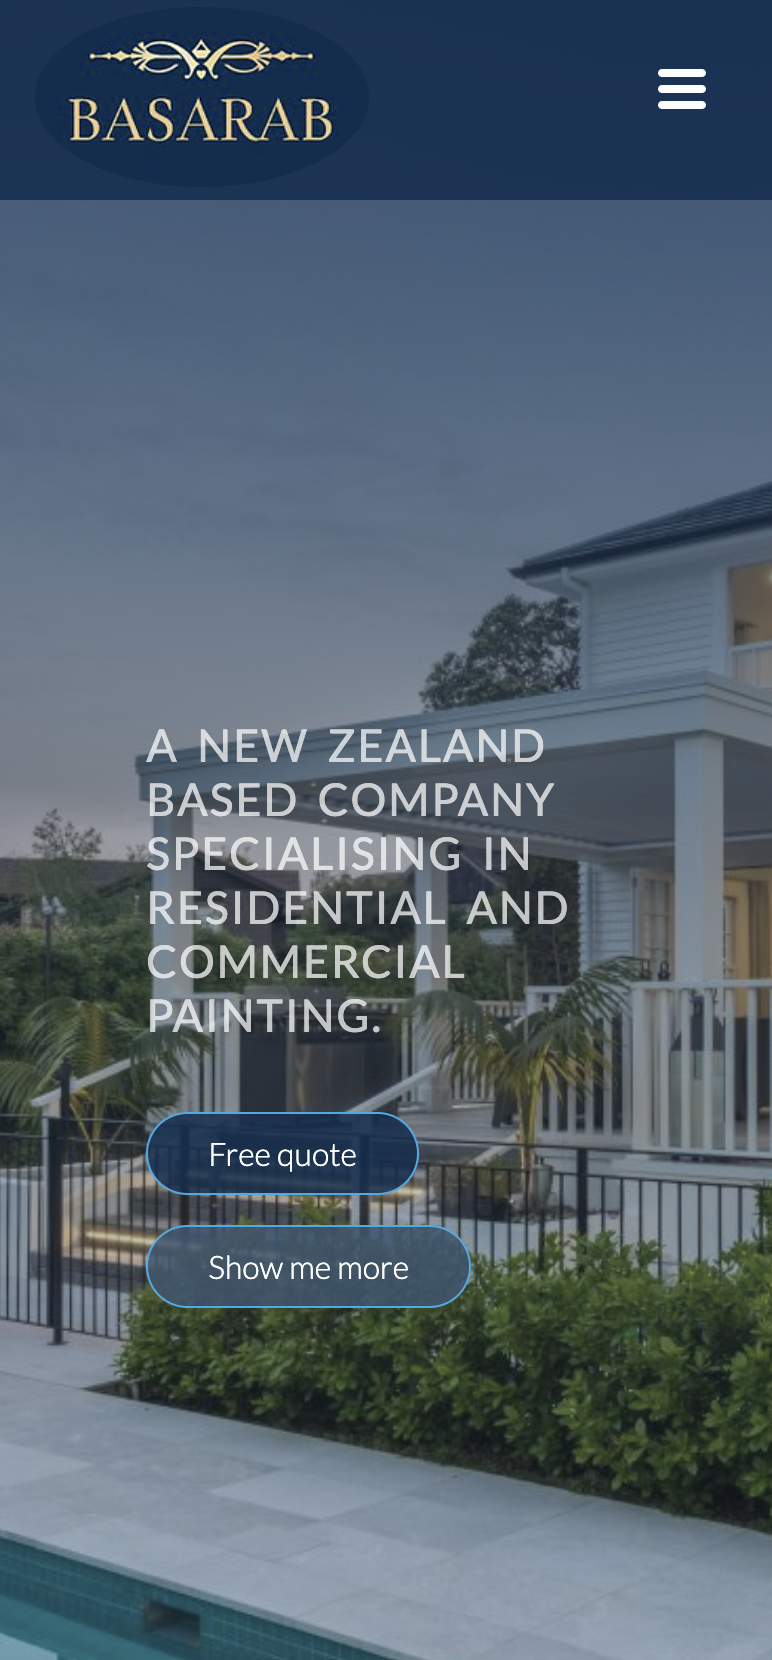 BASARAB
A NEW ZEALAND
BASED COMPANY
SPECIALISING IN
RESIDENTIAL AND
COMMERCIAL
PAINTING.
Free quote
Show me more